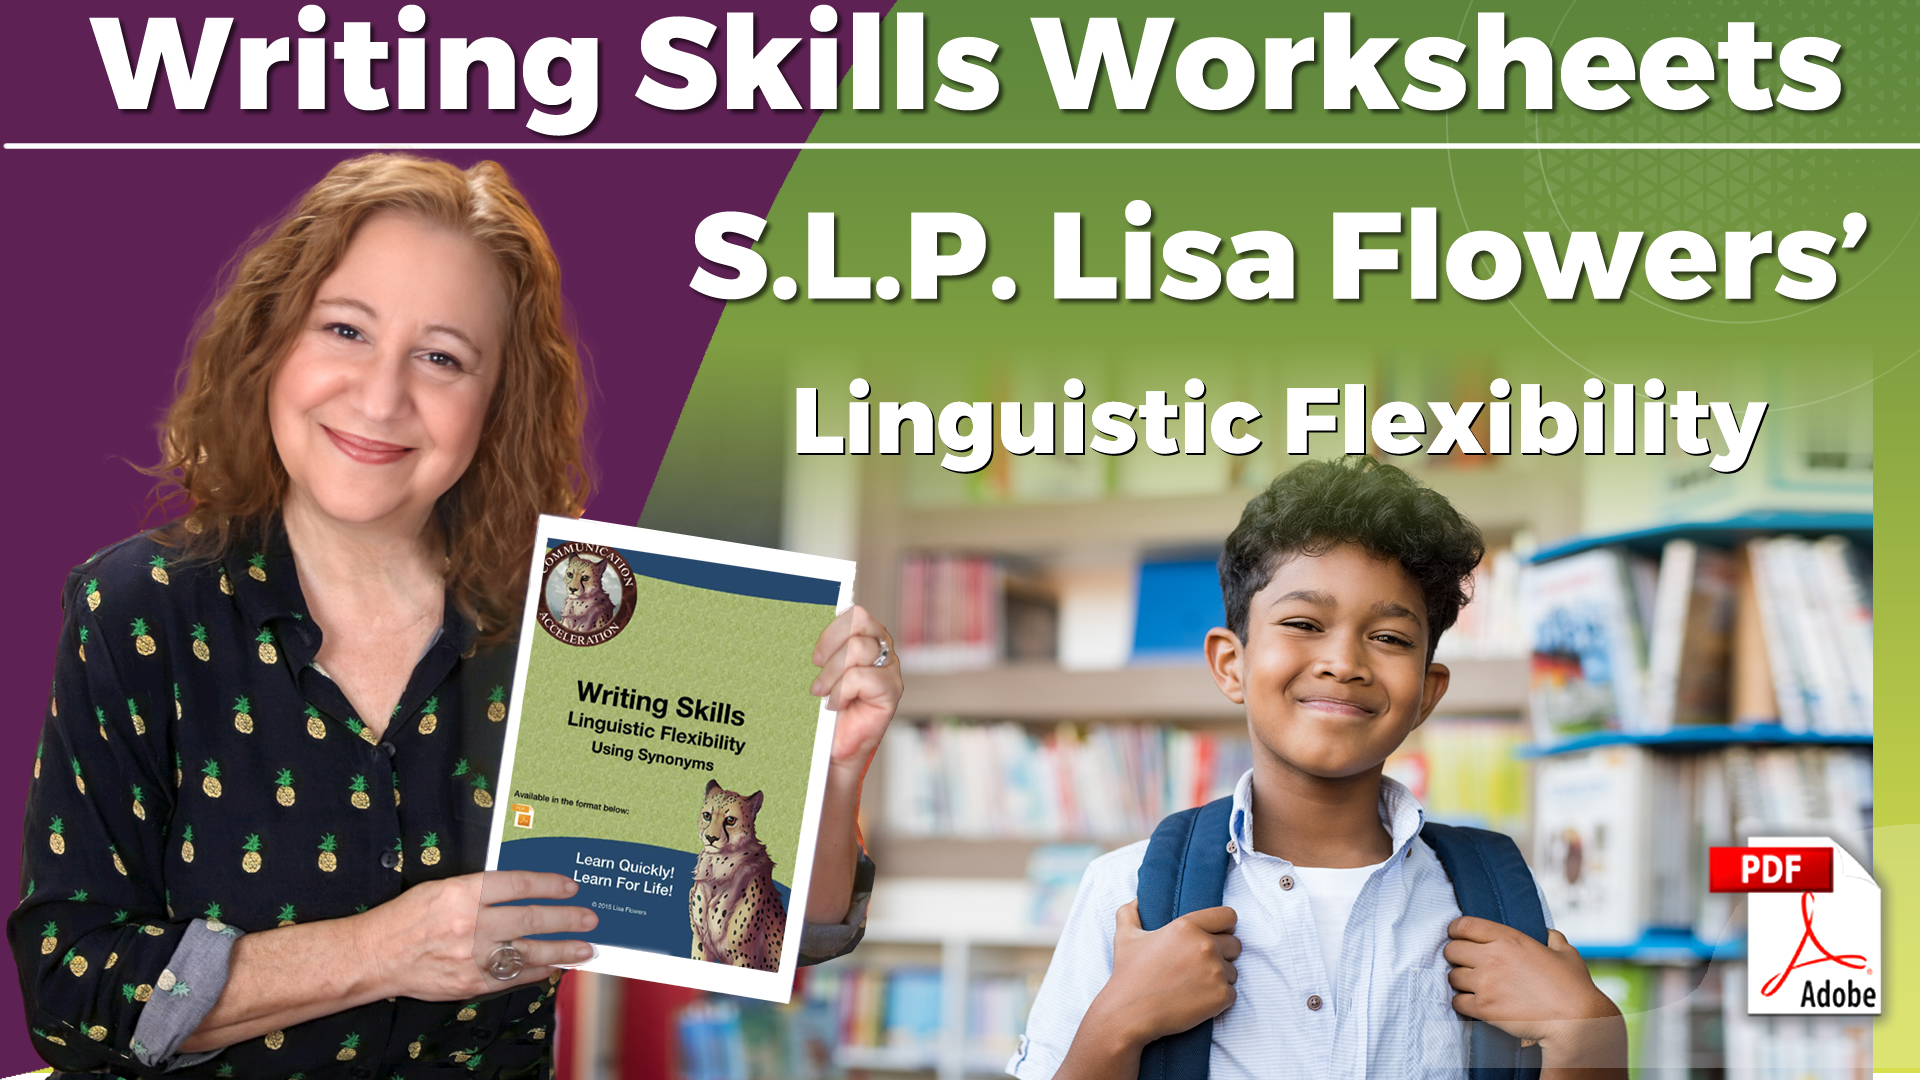 Writing Skills Worksheets
S.L.P. Lisa Flowers’
Linguistic Flexibility
COMMUNICATION
ACCELERATION
Writing Skills
Linguistic Flexibility
Using Synonyms
Available in the format below:
Learn Quickly!
Learn For Life!
© 2015 Lisa Flowers
PDF
Adobe